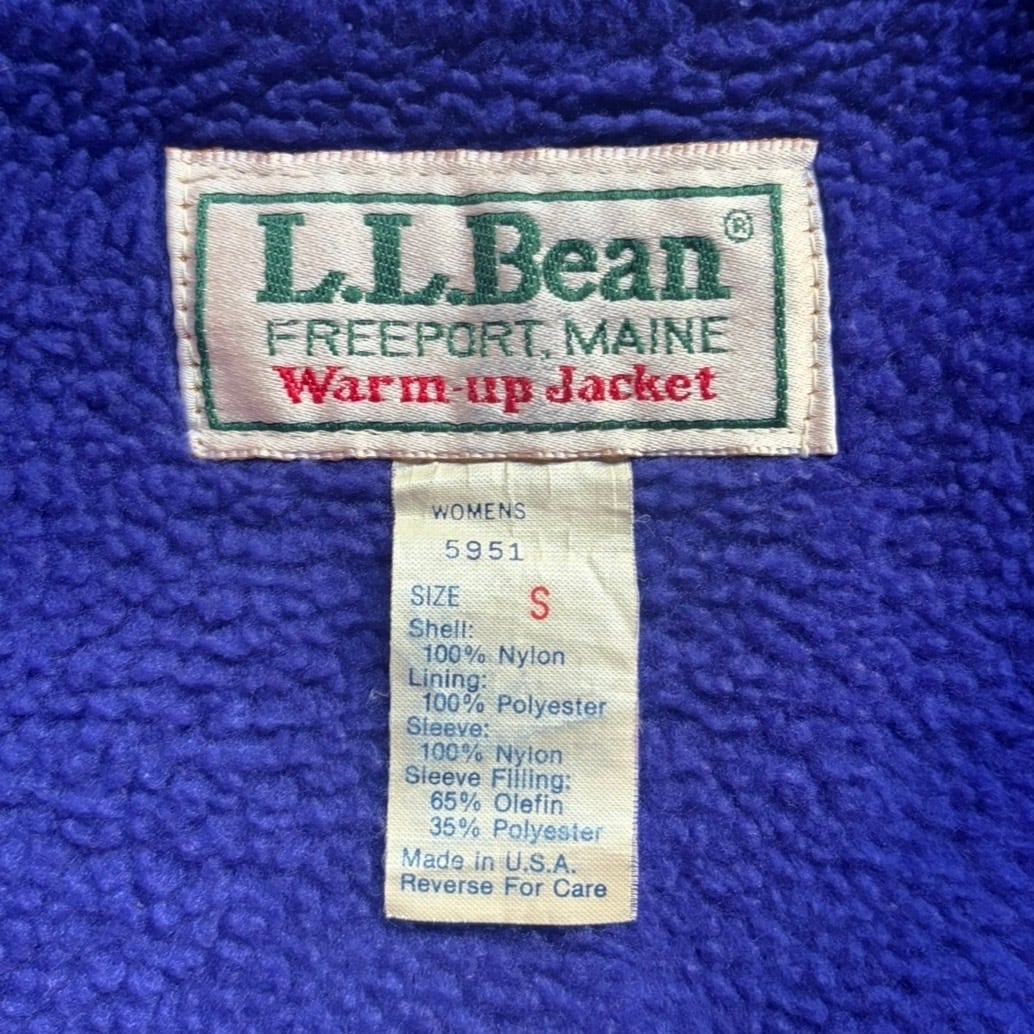 L.L.Bean®
FREEPORT, MAINE
Warm-up Jacket
WOMENS
5951
SIZE S
Shell:
100% Nylon
Lining:
100% Polyester
Sleeve:
100% Nylon
Sleeve Filling:
65% Olefin
35% Polyester
Made in U.S.A.
Reverse For Care